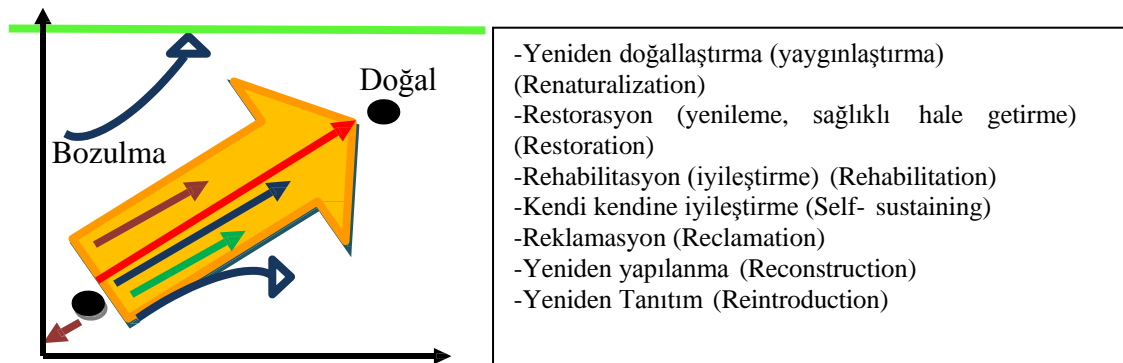 Doğal
Bozulma
-Yeniden doğallaştırma (yaygınlaştırma)
(Renaturalization)
-Restorasyon (yenileme, sağlıklı hale getirme)
(Restoration)
-Rehabilitasyon (iyileştirme) (Rehabilitation)
-Kendi kendine iyileştirme (Self- sustaining)
-Reklamasyon (Reclamation)
-Yeniden yapılanma (Reconstruction)
-Yeniden Tanıtım (Reintroduction)